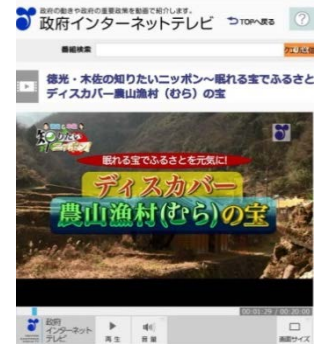 政府の動きや政府の重要政策を動画で紹介します。
政府インターネットテレビ
TOPへ戻る
?
番組検索
徳光・木佐の知りたいニッポン~眠れる宝でふるさと
ディスカバー農山漁村(むら)の宝
知りたい
眠れる宝でふるさとを元気に!
ディスカバー
農山漁村(むら)の宝
00:01:29 / 00:20:00
政府
インターネット
テレビ
再生
音量
画面サイズ